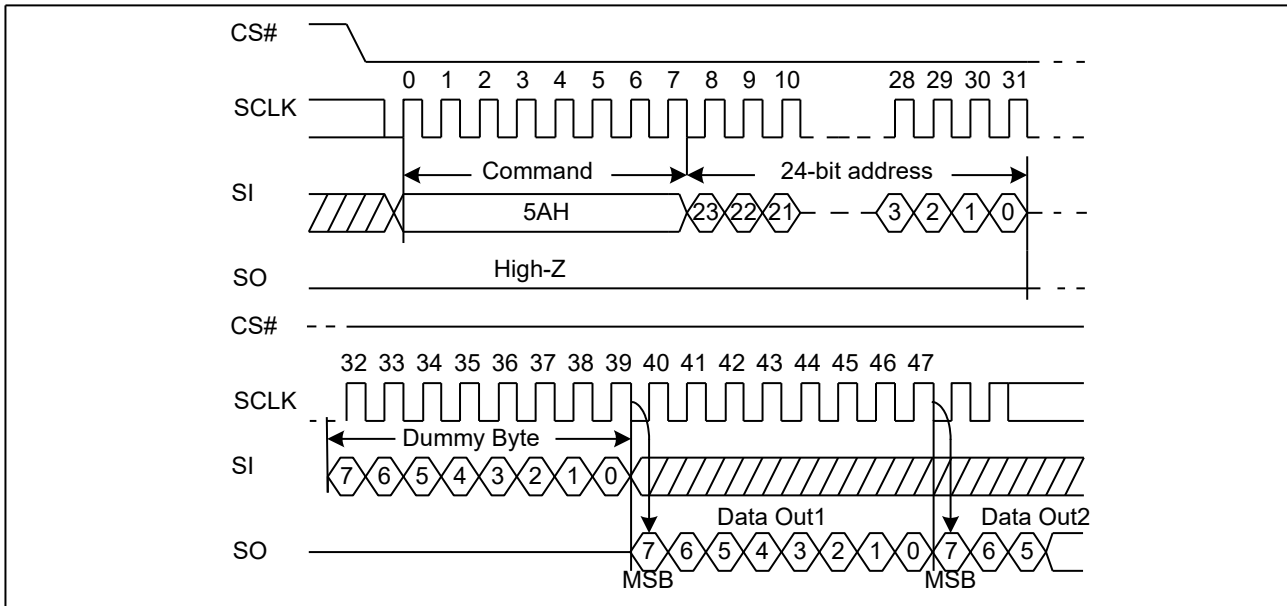 CS#
0 1 2 3 4 5 6 7 8 9 10 28 29 30 31
SCLK
Command 24-bit address
SI
5AH 23 22 21 3 2 1 0
High-Z
SO
CS#
32 33 34 35 36 37 38 39 40 41 42 43 44 45 46 47
SCLK
Dummy Byte
SI
7 6 5 4 3 2 1 0
Data Out1 Data Out2
SO
7 6 5 4 3 2 1 0 7 6 5
MSB MSB